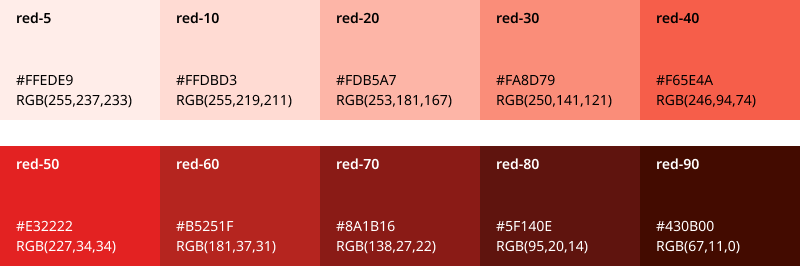 red-5
#FFEDE9
RGB(255,237,233)
red-10
#FFDBD3
RGB(255,219,211)
red-20
#FDB5A7
RGB(253,181,167)
red-30
#FA8D79
RGB(250,141,121)
red-40
#F65E4A
RGB(246,94,74)
red-50
#E32222
RGB(227,34,34)
red-60
#B5251F
RGB(181,37,31)
red-70
#8A1B16
RGB(138,27,22)
red-80
#5F140E
RGB(95,20,14)
red-90
#430B00
RGB(67,11,0)